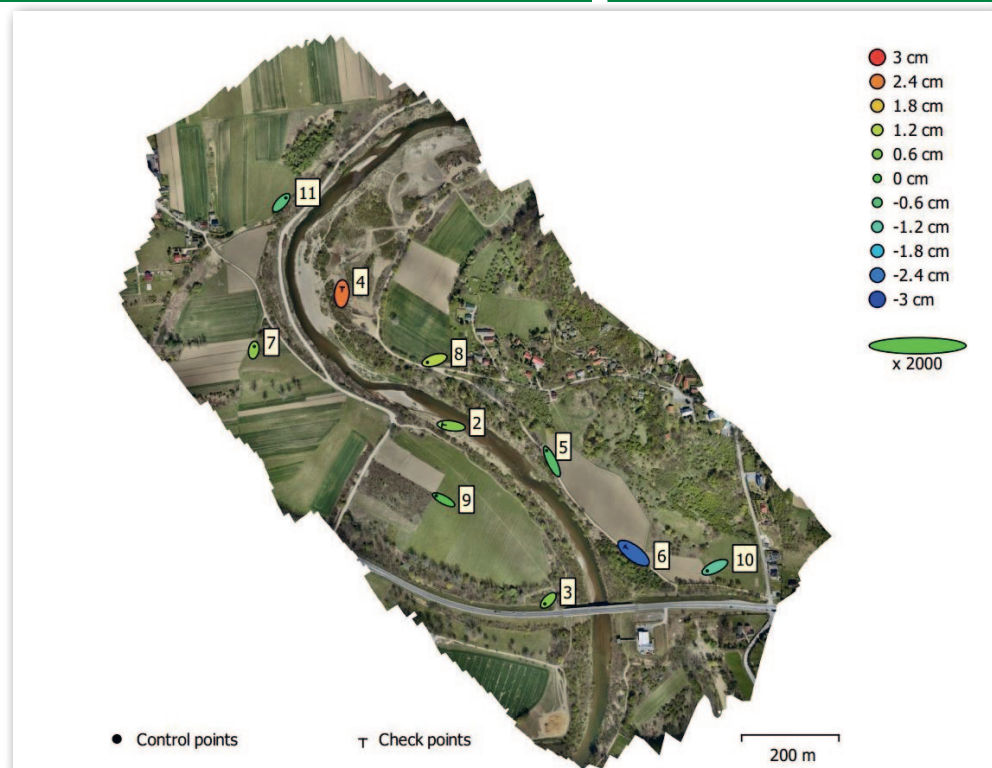 3 cm
2.4 cm
1.8 cm
1.2 cm
0.6 cm
0 cm
-0.6 cm
-1.2 cm
-1.8 cm
-2.4 cm
-3 cm
x 2000
11
4
7
8
2
5
9
6
10
3
Control points
Check points
200 m